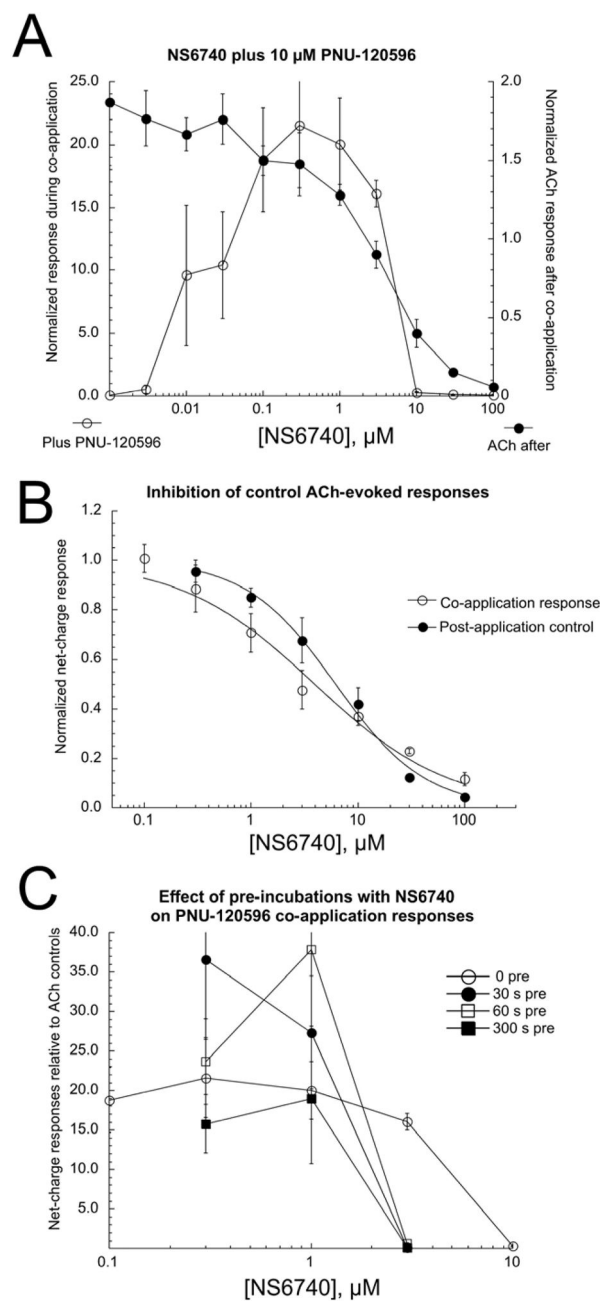 A
NS6740 plus 10 µM PNU-120596
Normalized response during co-application
25.0
20.0
15.0
10.0
5.0
0.0
2.0
1.5
1.0
0.5
0
Normalized ACh response after co-application
0.01
0.1
1
10
100
[NS6740], µM
Plus PNU-120596
ACh after
B
Inhibition of control ACh-evoked responses
Normalized net-charge response
1.2
1.0
0.8
0.6
0.4
0.2
0.0
Co-application response
Post-application control
0.1
1
10
100
[NS6740], µM
C
Effect of pre-incubations with NS6740
on PNU-120596 co-application responses
Net-charge responses relative to ACh controls
40.0
35.0
30.0
25.0
20.0
15.0
10.0
5.0
0 pre
30 s pre
60 s pre
300 s pre
0.1
1
10
[NS6740], µM